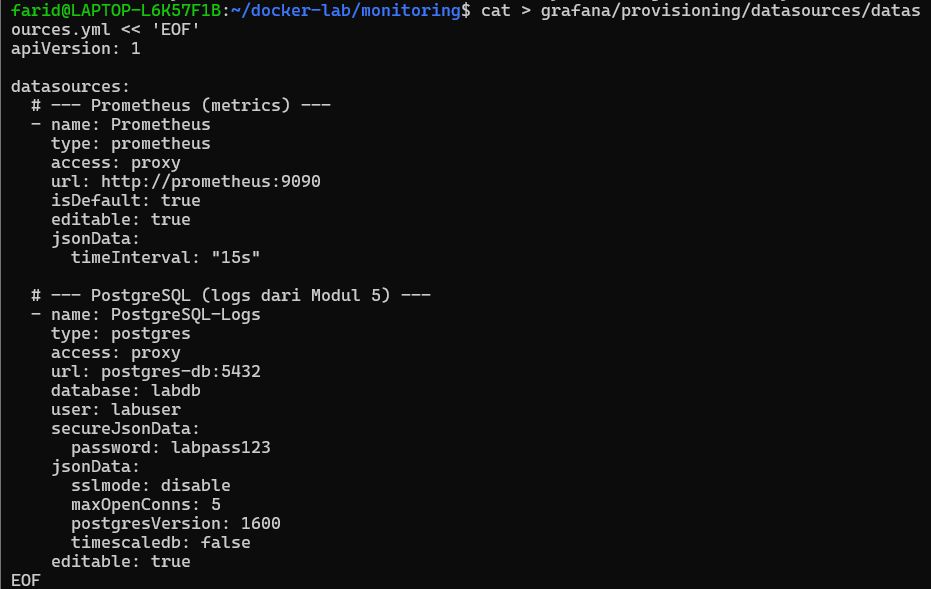 farid@LAPTOP-L6K57F1B:~/docker-lab/monitoring$ cat > grafana/provisioning/datasources/datas
ources.yml << 'EOF'
apiVersion: 1

datasources:
  # --- Prometheus (metrics) ---
  - name: Prometheus
    type: prometheus
    access: proxy
    url: http://prometheus:9090
    isDefault: true
    editable: true
    jsonData:
      timeInterval: "15s"

  # --- PostgreSQL (logs dari Modul 5) ---
  - name: PostgreSQL-Logs
    type: postgres
    access: proxy
    url: postgres-db:5432
    database: labdb
    user: labuser
    secureJsonData:
      password: labpass123
    jsonData:
      sslmode: disable
      maxOpenConns: 5
      postgresVersion: 1600
      timescaledb: false
    editable: true
EOF